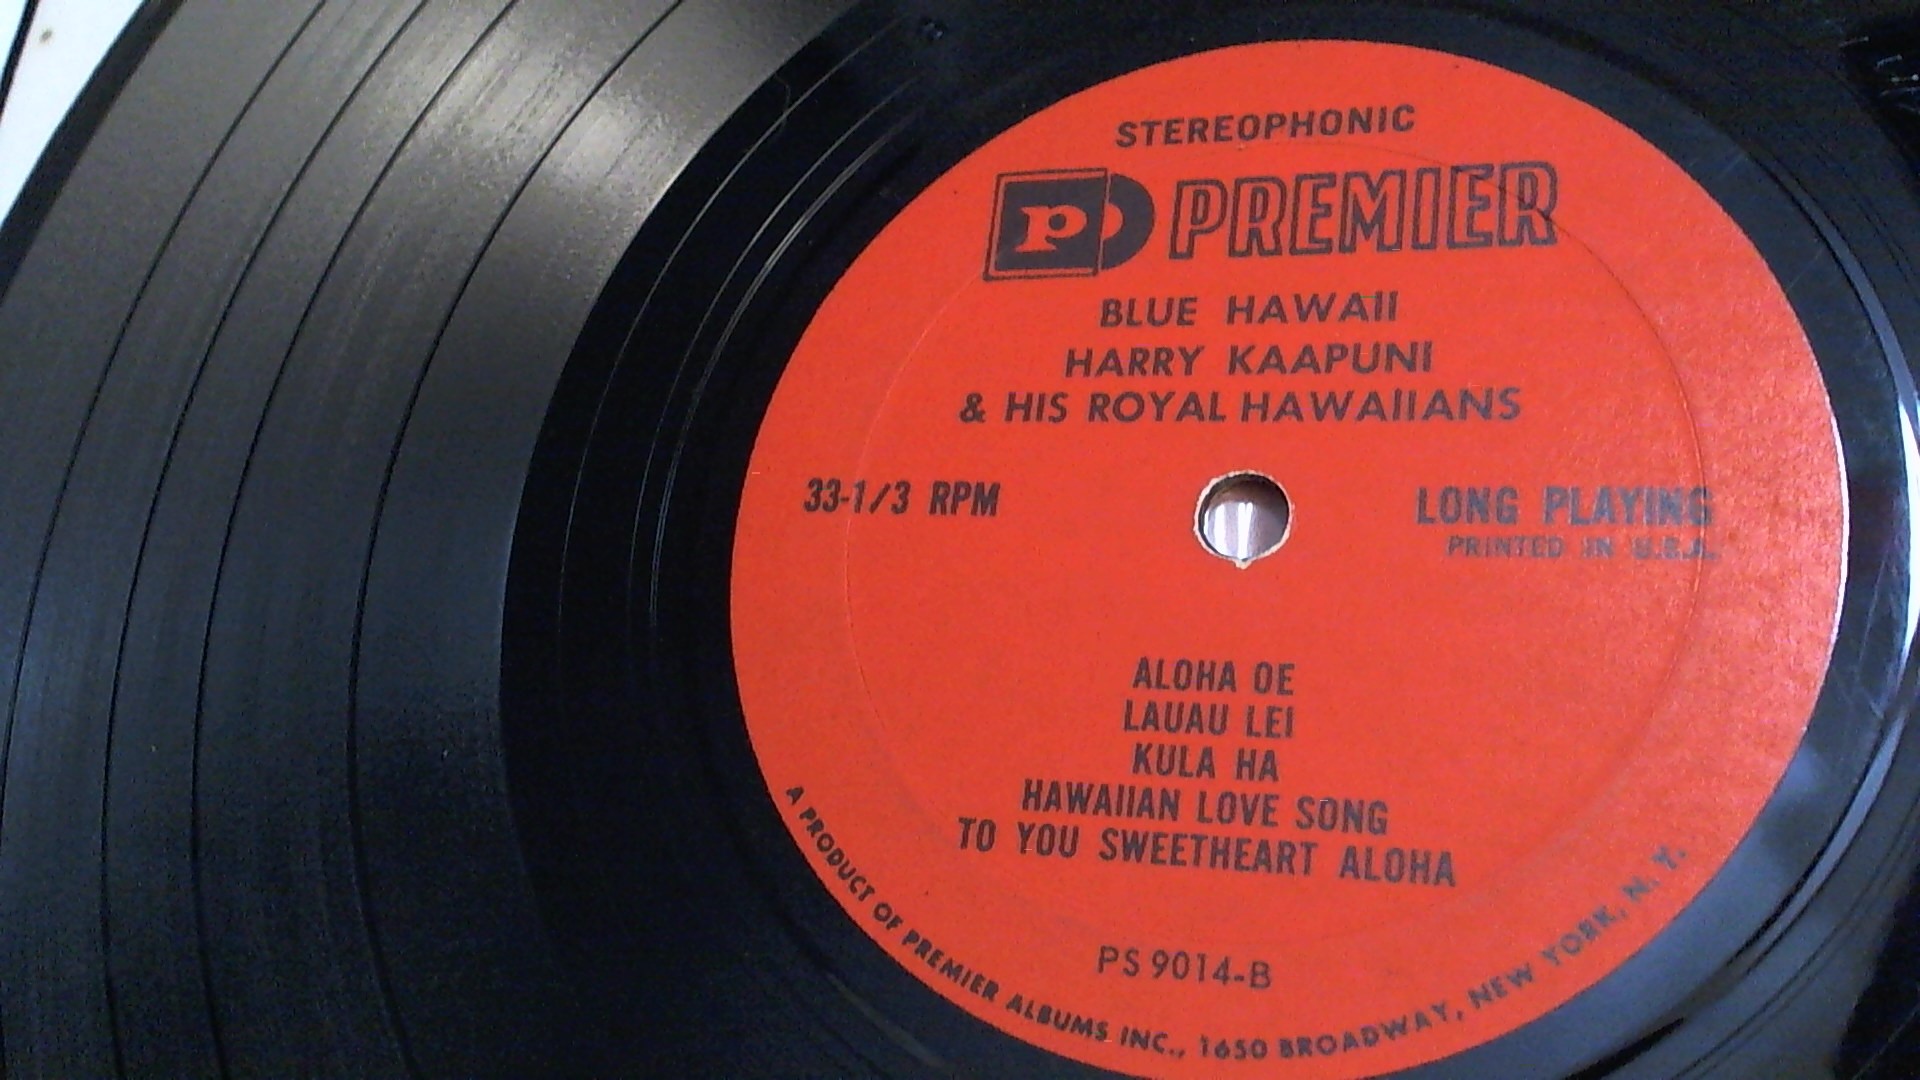 STEREOPHONIC
P PREMIER
BLUE HAWAII
HARRY KAAPUNI
& HIS ROYAL HAWAIIANS
33-1/3 RPM
LONG PLAYING
PRINTED IN U.S.A.
ALOHA OE
LAUAU LEI
KULA HA
HAWAIIAN LOVE SONG
TO YOU SWEETHEART ALOHA
PS 9014-B
A PRODUCT OF PREMIER ALBUMS INC., 1650 BROADWAY, NEW YORK, N. Y.